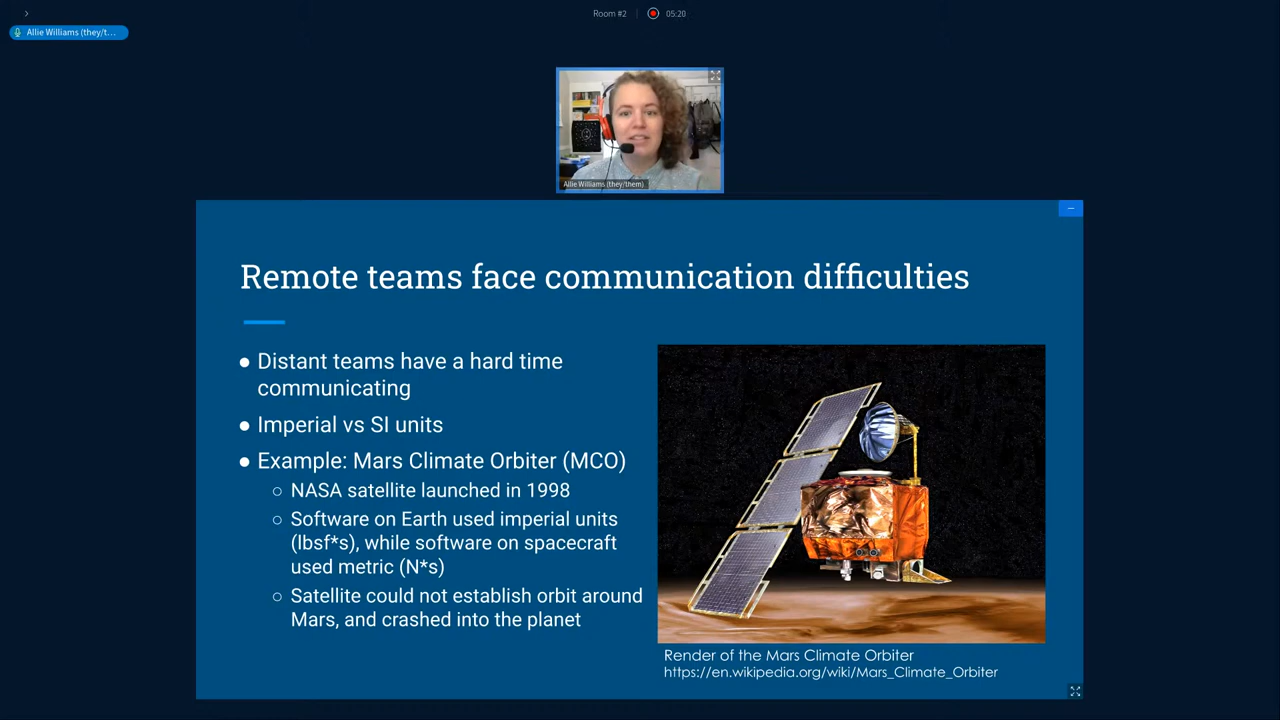 Room #2
05:20
Allie Williams (they/t...
Allie Williams (they/them)
Remote teams face communication difficulties
● Distant teams have a hard time
communicating
● Imperial vs SI units
● Example: Mars Climate Orbiter (MCO)
○ NASA satellite launched in 1998
○ Software on Earth used imperial units
(lbsf*s), while software on spacecraft
used metric (N*s)
○ Satellite could not establish orbit around
Mars, and crashed into the planet
Render of the Mars Climate Orbiter
https://en.wikipedia.org/wiki/Mars_Climate_Orbiter